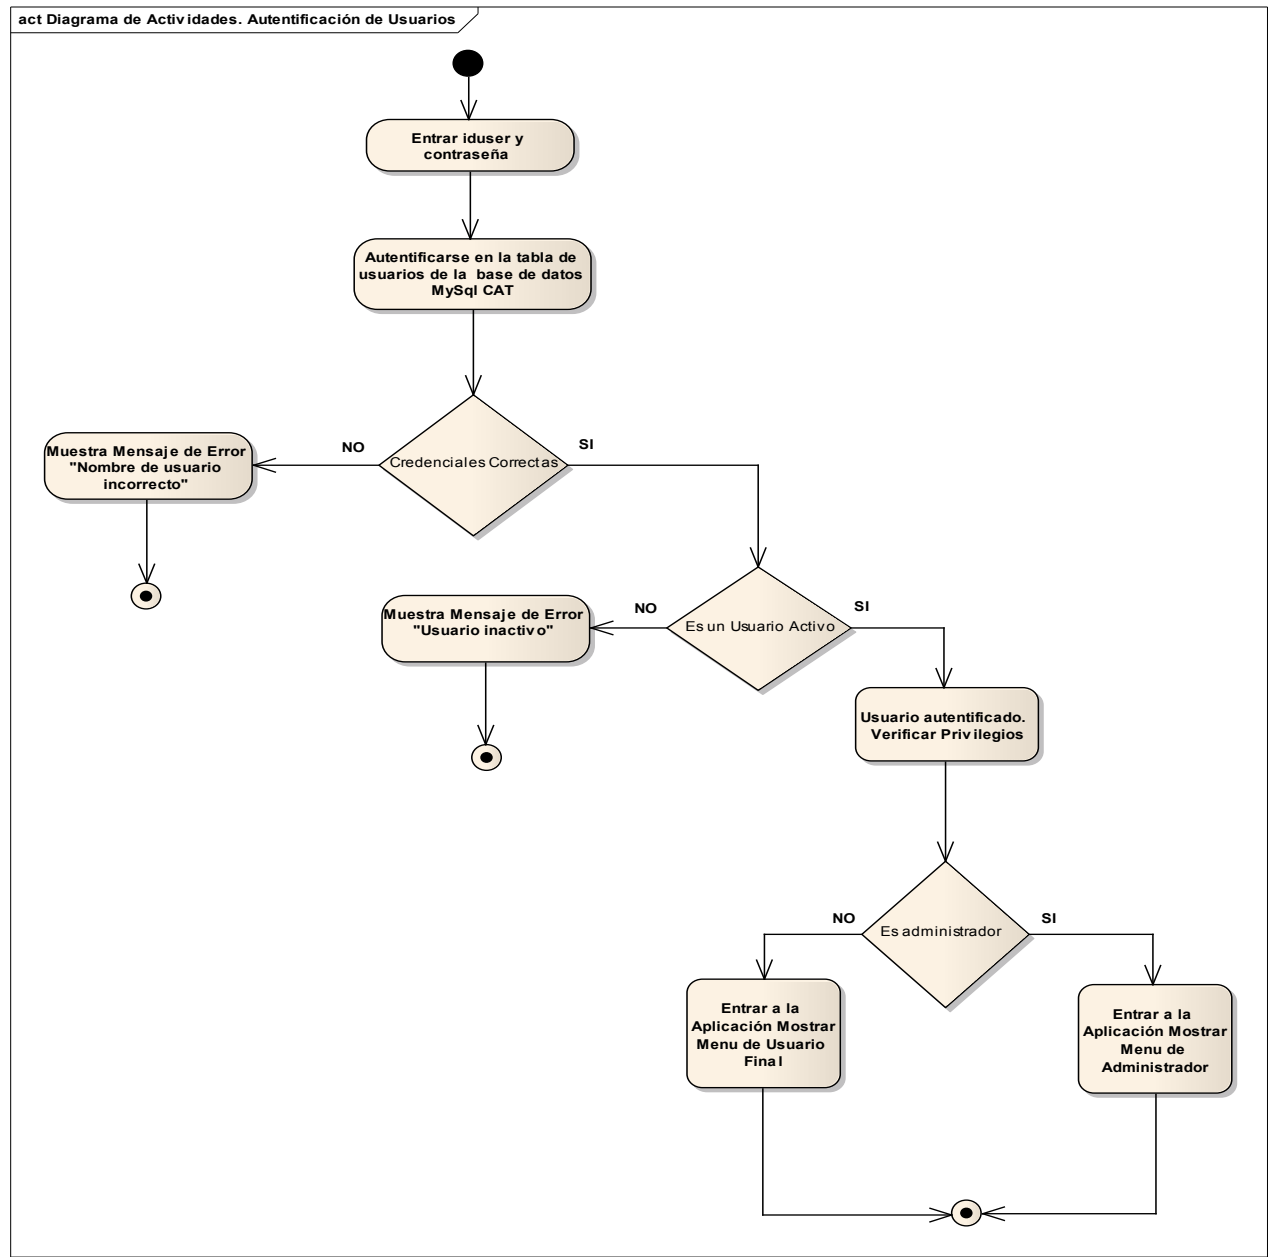 act Diagrama de Actividades. Autentificación de Usuarios
Entrar iduser y
contraseña
Autentificarse en la tabla de
usuarios de la base de datos
MySql CAT
NO
SI
Credenciales Correctas
Muestra Mensaje de Error
"Nombre de usuario
incorrecto"
NO
SI
Es un Usuario Activo
Muestra Mensaje de Error
"Usuario inactivo"
Usuario autentificado.
Verificar Privilegios
NO
SI
Es administrador
Entrar a la
Aplicación Mostrar
Menu de Usuario
Final
Entrar a la
Aplicación Mostrar
Menu de
Administrador